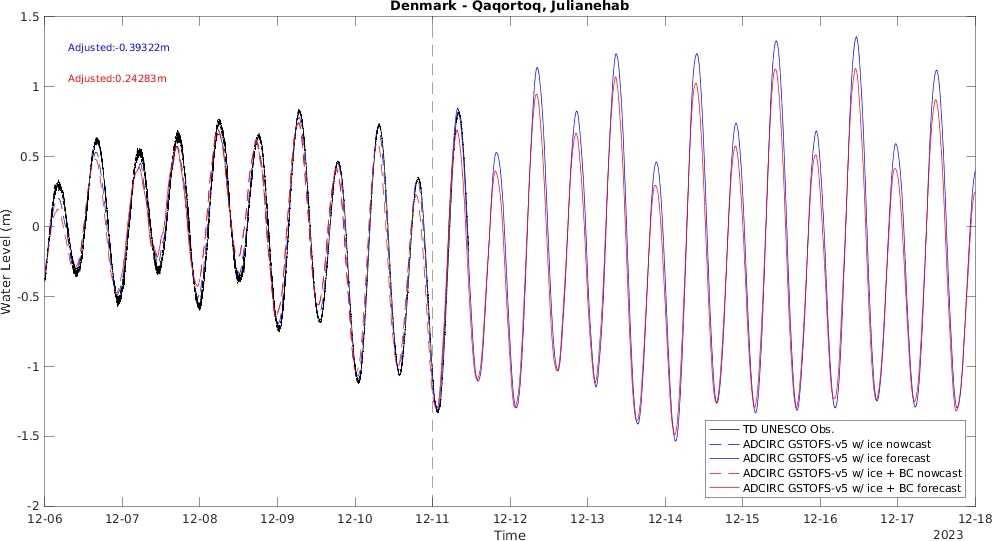 Denmark - Qaqortoq, Julianehab
Adjusted:-0.39322m
Adjusted:0.24283m
Water Level (m)
1.5
1
0.5
0
-0.5
-1
-1.5
-2
TD UNESCO Obs.
ADCIRC GSTOFS-v5 w/ ice nowcast
ADCIRC GSTOFS-v5 w/ ice forecast
ADCIRC GSTOFS-v5 w/ ice + BC nowcast
ADCIRC GSTOFS-v5 w/ ice + BC forecast
12-06 12-07 12-08 12-09 12-10 12-11 12-12 12-13 12-14 12-15 12-16 12-17 12-18
Time
2023